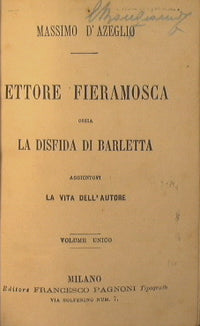 MASSIMO D'AZEGLIO
ETTORE FIERAMOSCA
OSSIA
LA DISFIDA DI BARLETTA
AGGIUNTOVI
LA VITA DELL'AUTORE
VOLUME UNICO
MILANO
Editore FRANCESCO PAGNONI Tipografo
VIA SOLFERINO NUM. 7.